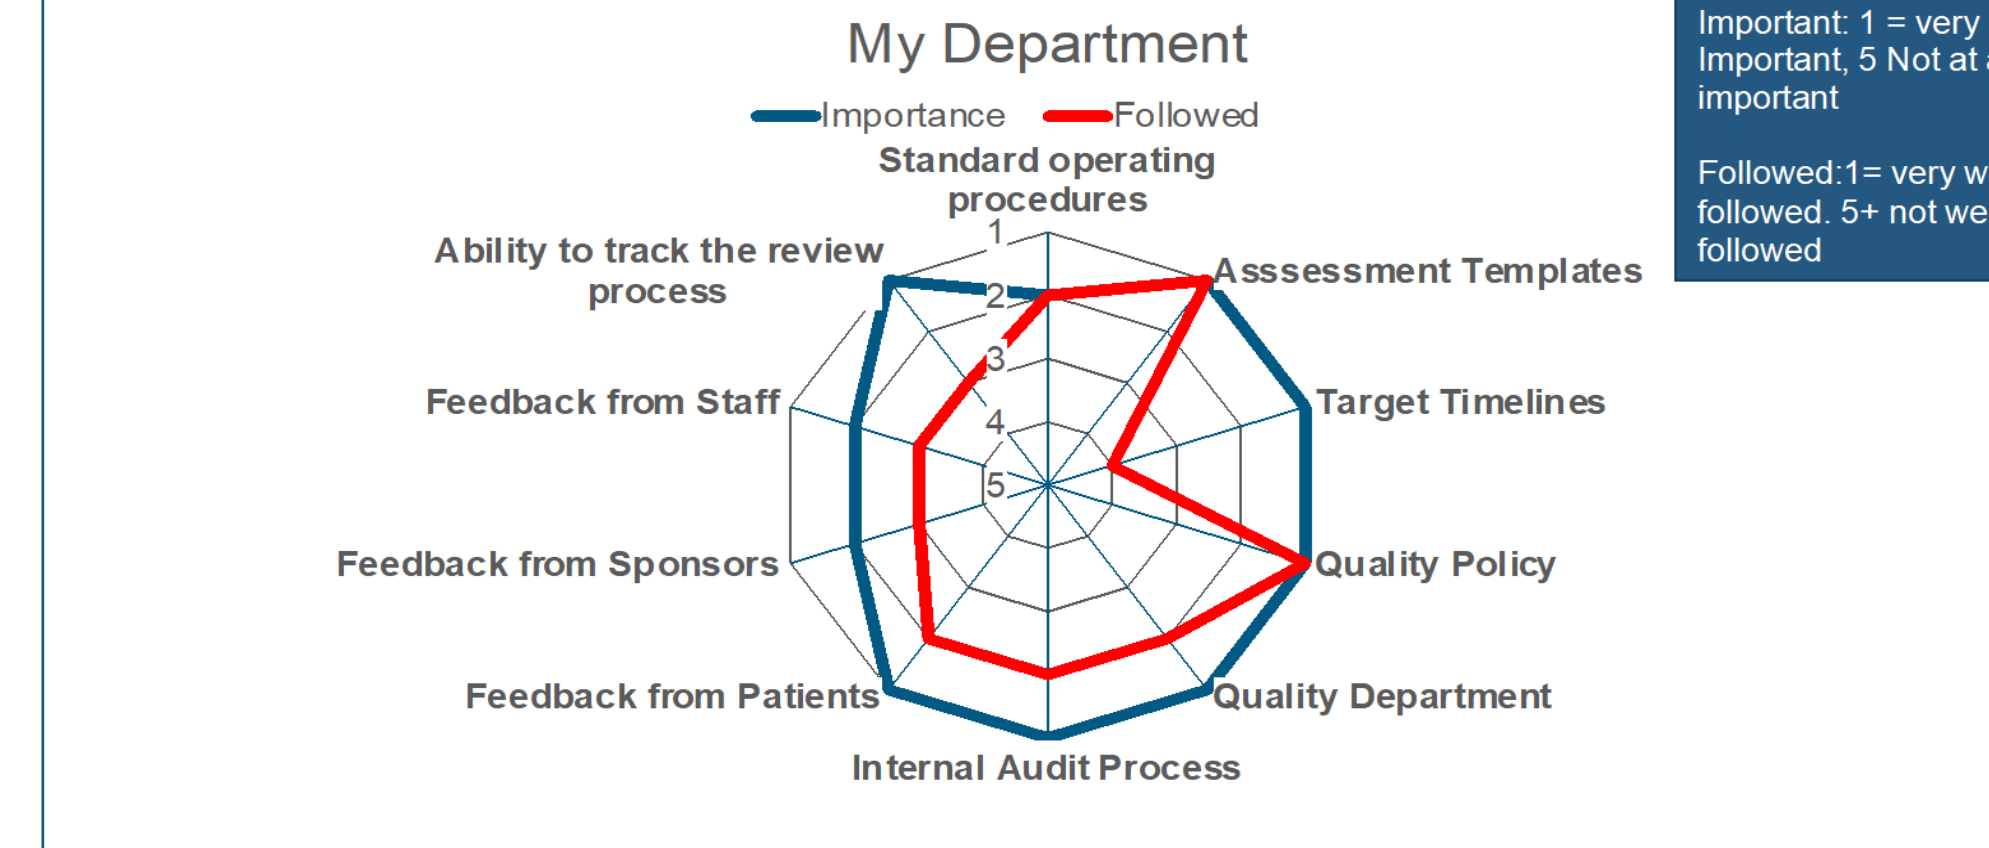 My Department
Importance Followed
Standard operating
procedures
1
2
3
4
5
Asssessment Templates
Target Timelines
Quality Policy
Quality Department
Internal Audit Process
Feedback from Patients
Feedback from Sponsors
Feedback from Staff
Ability to track the review
process
Important: 1 = very
Important, 5 Not at
important
Followed:1= very
followed. 5+ not
followed